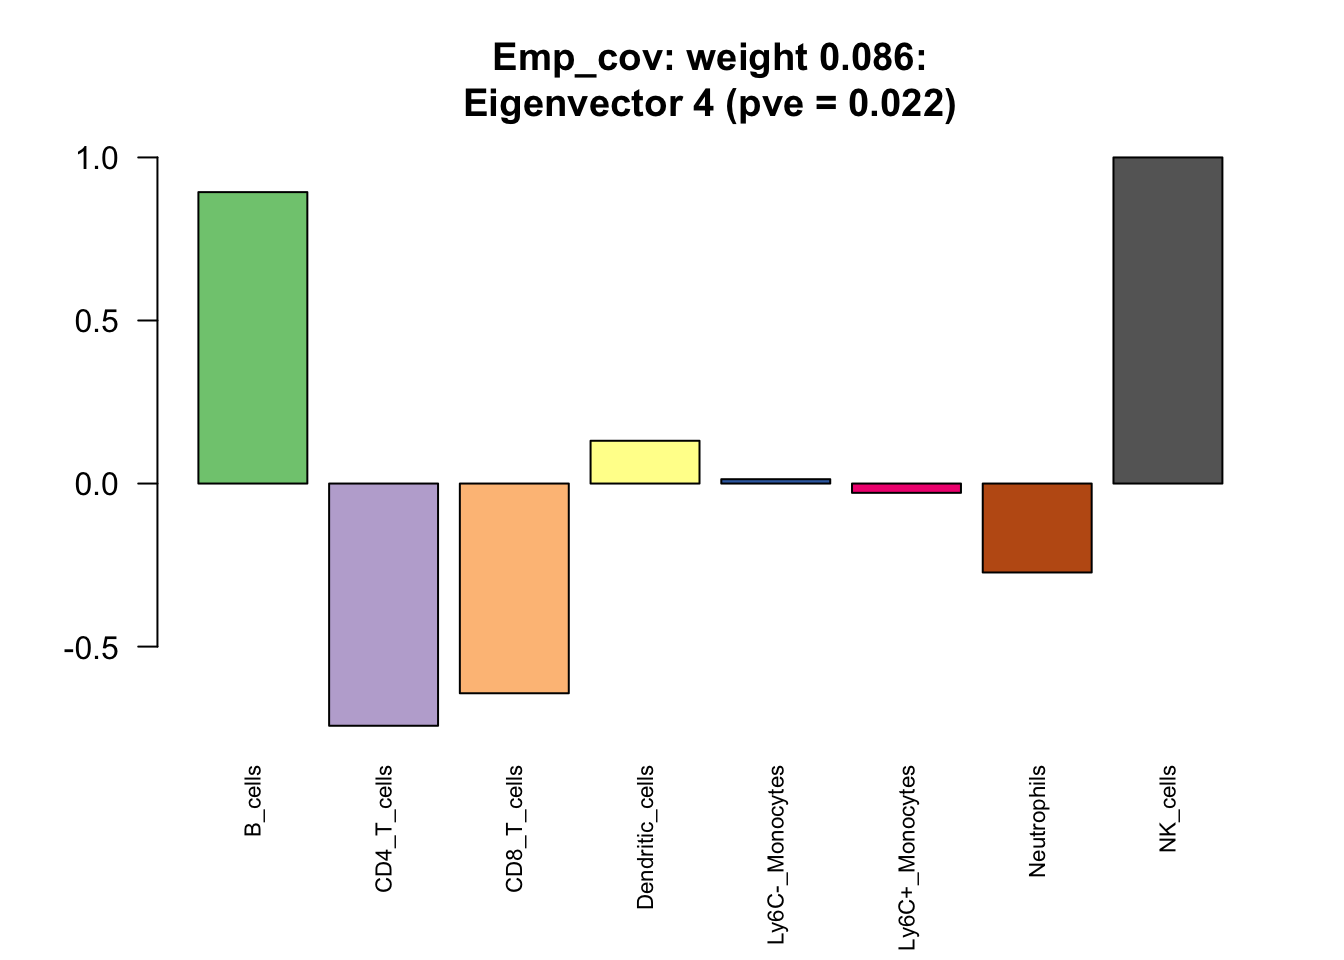 Emp_cov: weight 0.086:
Eigenvector 4 (pve = 0.022)
1.0
0.5
0.0
-0.5
B_cells
CD4_T_cells
CD8_T_cells
Dendritic_cells
Ly6C-_Monocytes
Ly6C+_Monocytes
Neutrophils
NK_cells